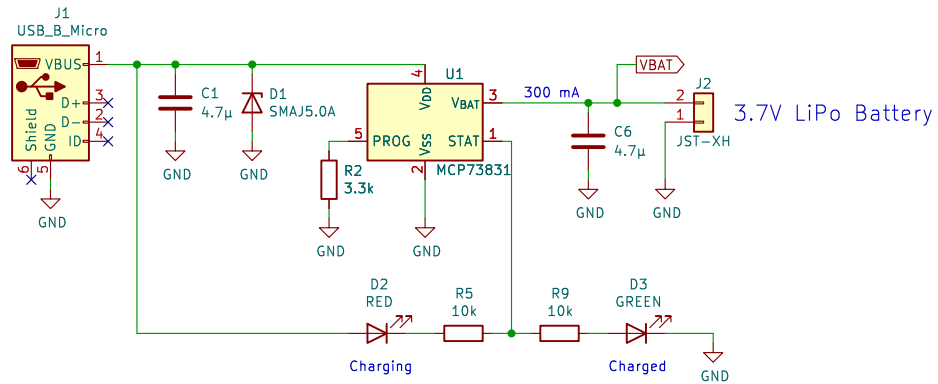 J1
USB_B_Micro
VBUS
1
D+
3
D-
2
ID
4
Shield
GND
6
5
GND
C1
4.7µ
GND
D1
SMAJ5.0A
GND
U1
4
VDD
VBAT
3
5
PROG
STAT
1
VSS
2
MCP73831
R2
3.3k
GND
GND
300 mA
VBAT
C6
4.7µ
GND
J2
2
1
JST-XH
GND
3.7V LiPo Battery
D2
RED
Charging
R5
10k
R9
10k
D3
GREEN
Charged
GND